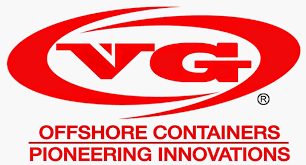 VG
®
OFFSHORE CONTAINERS
PIONEERING INNOVATIONS